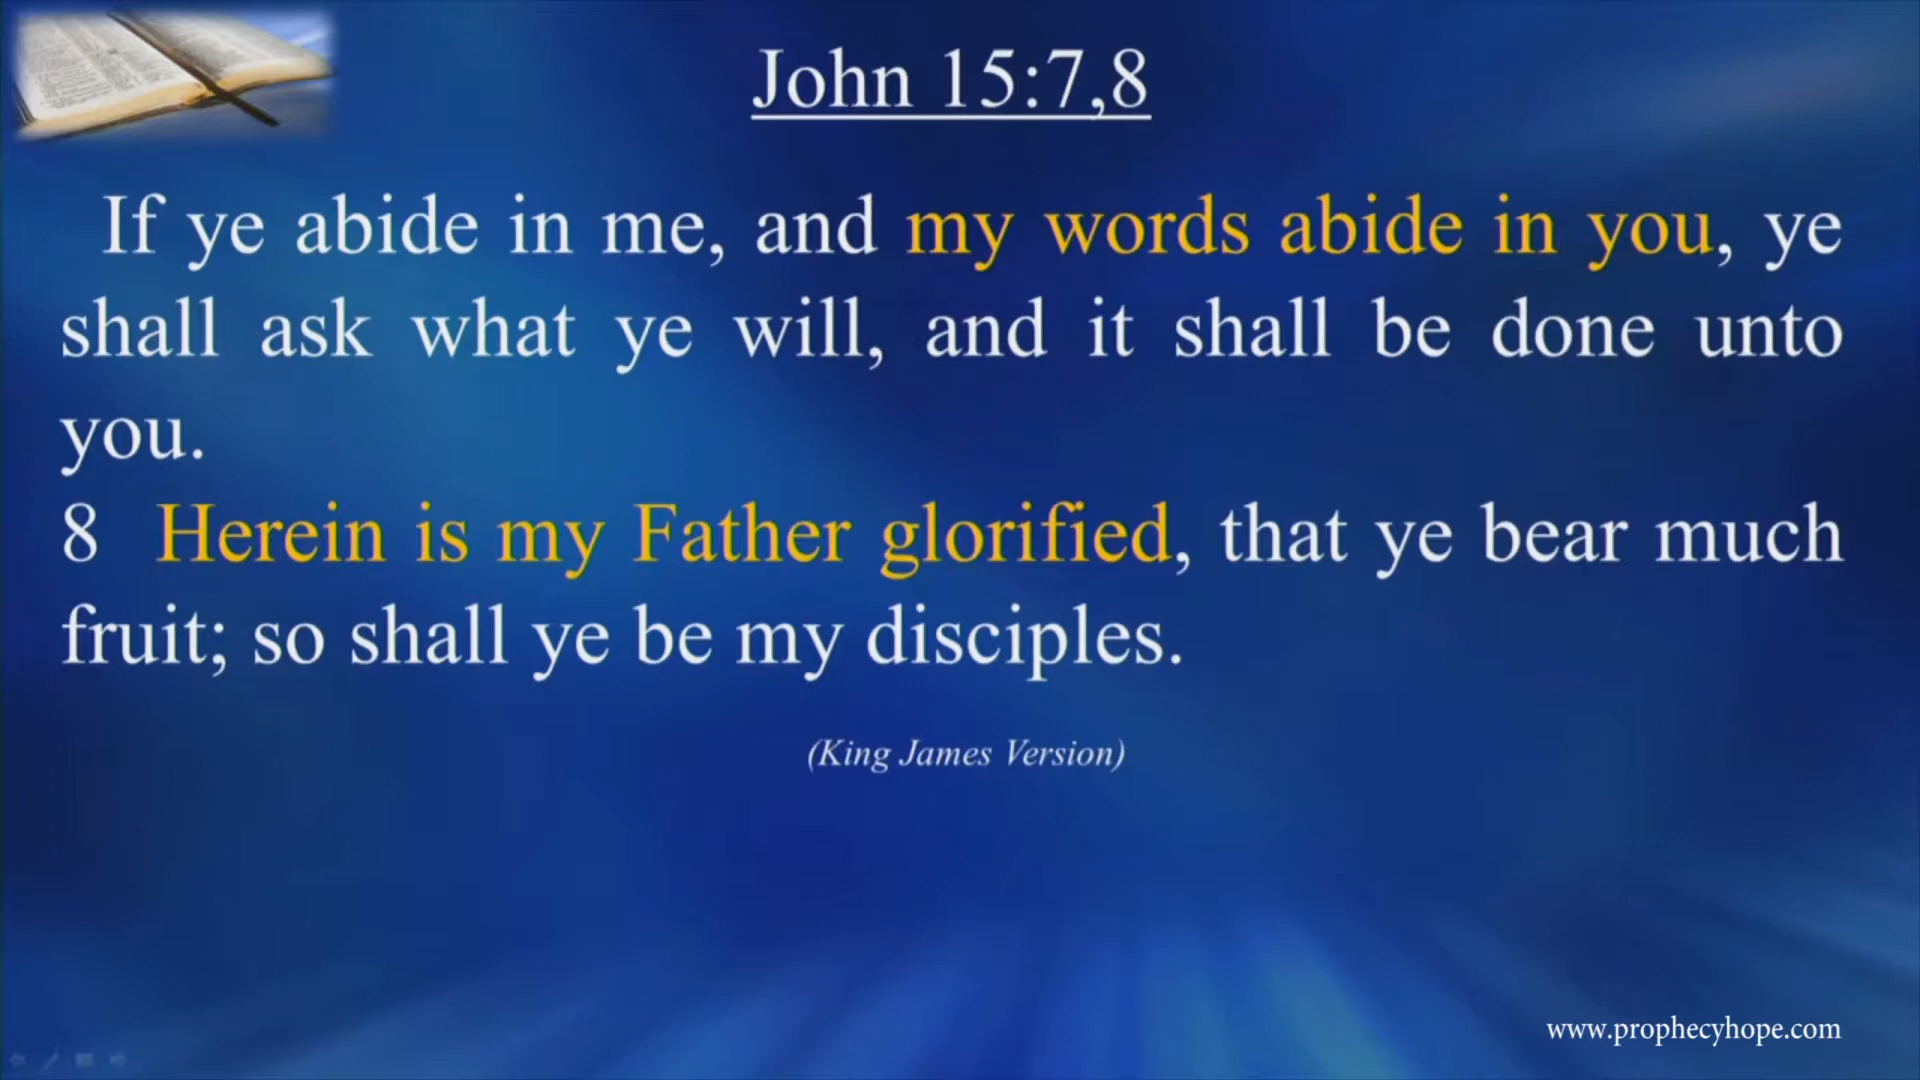 John 15:7,8
If ye abide in me, and my words abide in you, ye
shall ask what ye will, and it shall be done unto
you.
8 Herein is my Father glorified, that ye bear much
fruit; so shall ye be my disciples.
(King James Version)
www.prophecyhope.com